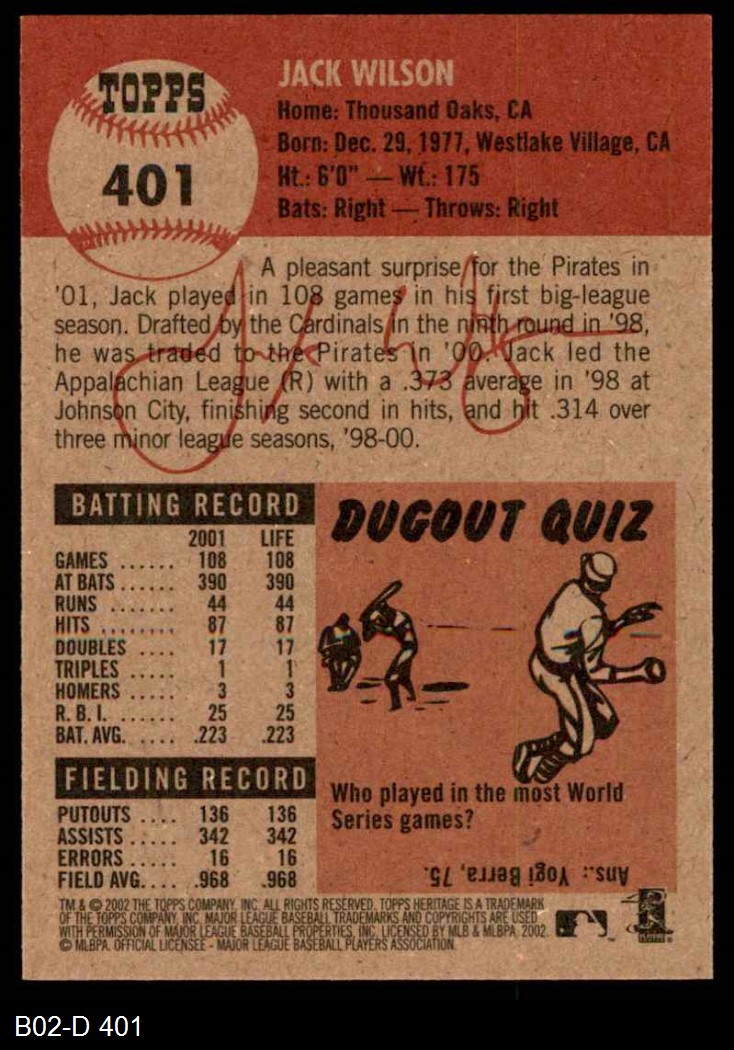 TOPPS
401
JACK WILSON
Home: Thousand Oaks, CA
Born: Dec. 29, 1977, Westlake Village, CA
Ht.: 6'0" — Wt.: 175
Bats: Right — Throws: Right
A pleasant surprise for the Pirates in
'01, Jack played in 108 games in his first big-league
season. Drafted by the Cardinals in the ninth round in '98,
he was traded to the Pirates in '00. Jack led the
Appalachian League (R) with a .373 average in '98 at
Johnson City, finishing second in hits, and hit .314 over
three minor league seasons, '98-00.
BATTING RECORD
2001 LIFE
GAMES ...... 108 108
AT BATS ..... 390 390
RUNS ....... 44 44
HITS ........ 87 87
DOUBLES .... 17 17
TRIPLES ..... 1 1
HOMERS .... 3 3
R. B. I. ...... 25 25
BAT. AVG. .... .223 .223
FIELDING RECORD
PUTOUTS .... 136 136
ASSISTS ..... 342 342
ERRORS .... 16 16
FIELD AVG. ... .968 .968
DUGOUT QUIZ
Who played in the most World
Series games?
Ans.: Yogi Berra, 75.
TM & © 2002 THE TOPPS COMPANY, INC. ALL RIGHTS RESERVED. TOPPS HERITAGE IS A TRADEMARK
OF THE TOPPS COMPANY, INC. MAJOR LEAGUE BASEBALL TRADEMARKS AND COPYRIGHTS ARE USED
WITH PERMISSION OF MAJOR LEAGUE BASEBALL PROPERTIES, INC. LICENSED BY MLB & MLBPA, 2002.
© MLBPA. OFFICIAL LICENSEE - MAJOR LEAGUE BASEBALL PLAYERS ASSOCIATION.
B02-D 401